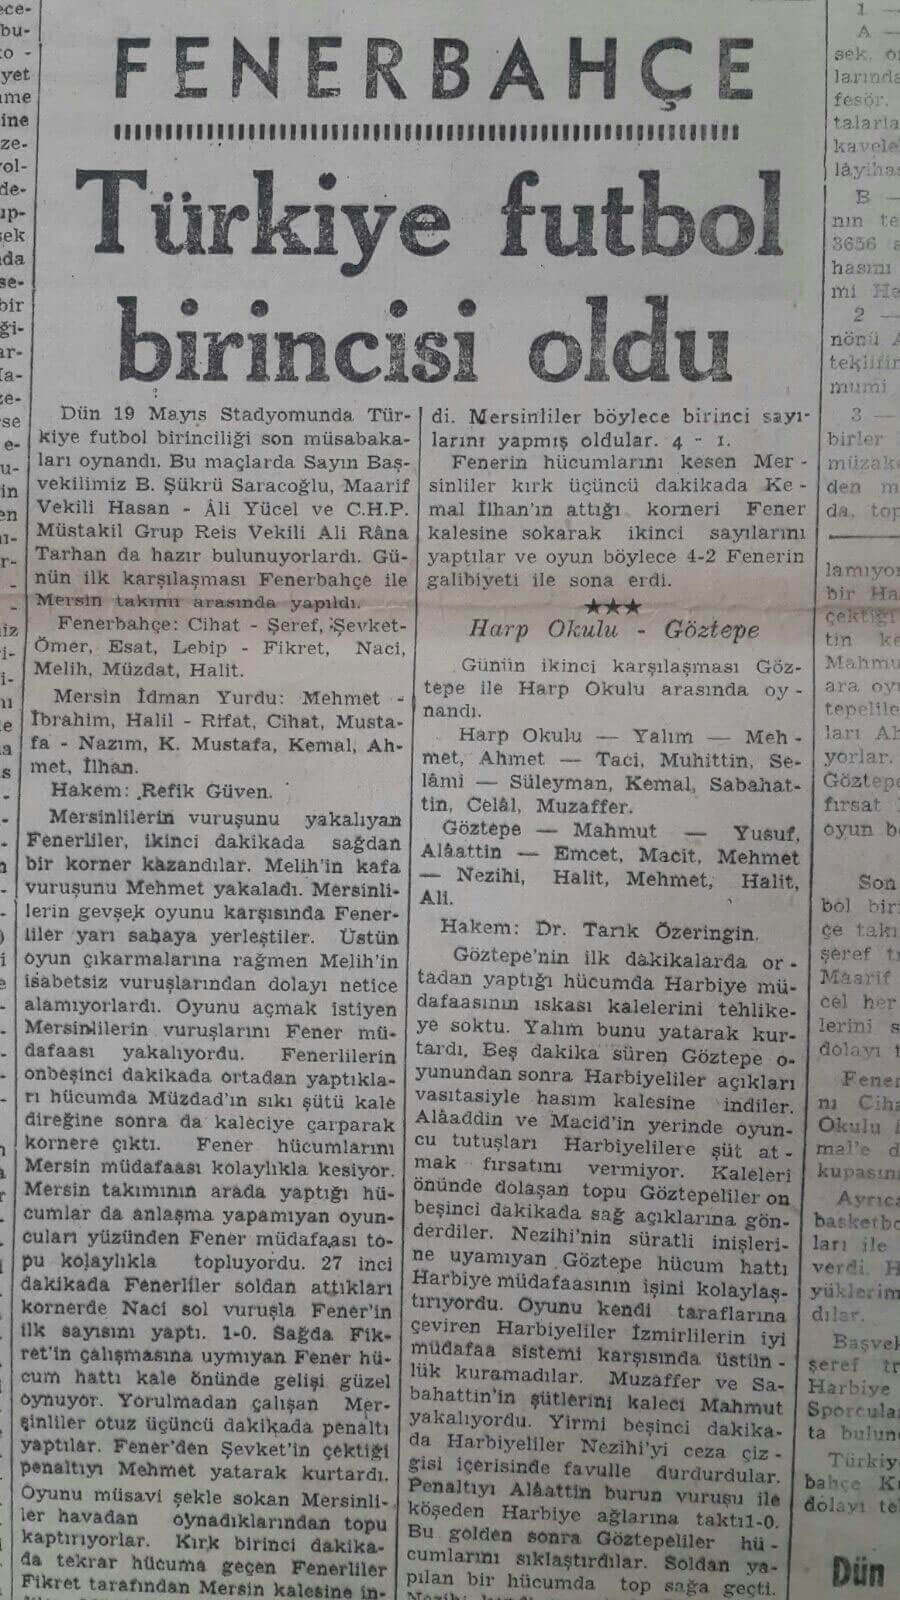 FENERBAHÇE
Türkiye futbol
birincisi oldu
Dün 19 Mayıs Stadyomunda Tür-
kiye futbol birinciliği son müsabaka-
ları oynandı. Bu maçlarda Sayın Baş-
vekilimiz B. Şükrü Saracoğlu, Maarif
Vekili Hasan - Âli Yücel ve C.H.P.
Müstakil Grup Reis Vekili Ali Râna
Tarhan da hazır bulunuyorlardı. Gü-
nün ilk karşılaşması Fenerbahçe ile
Mersin takımı arasında yapıldı.
Fenerbahçe: Cihat - Şeref, Şevket-
Ömer, Esat, Lebip - Fikret, Naci,
Melih, Müzdat, Halit.
Mersin İdman Yurdu: Mehmet -
İbrahim, Halil - Rifat, Cihat, Musta-
fa - Nazım, K. Mustafa, Kemal, Ah-
met, İlhan.
Hakem: Refik Güven.
Mersinlilerin vuruşunu yakalıyan
Fenerliler, ikinci dakikada sağdan
bir korner kazandılar. Melih'in kafa
vuruşunu Mehmet yakaladı. Mersinli-
lerin gevşek oyunu karşısında Fener-
liler yarı sahaya yerleştiler. Üstün
oyun çıkarmalarına rağmen Melih'in
isabetsiz vuruşlarından dolayı netice
alamıyorlardı. Oyunu açmak istiyen
Mersinlilerin vuruşlarını Fener mü-
dafaası yakalıyordu. Fenerlilerin
onbeşinci dakikada ortadan yaptıkla-
rı hücumda Müzdad'ın sıkı şütü kale
direğine sonra da kaleciye çarparak
kornere çıktı. Fener hücumlarını
Mersin müdafaası kolaylıkla kesiyor.
Mersin takımının arada yaptığı hü-
cumlar da anlaşma yapamıyan oyun-
cuları yüzünden Fener müdafaası to-
pu kolaylıkla topluyordu. 27 inci
dakikada Fenerliler soldan attıkları
kornerde Naci sol vuruşla Fener'in
ilk sayısını yaptı. 1-0. Sağda Fik-
ret'in çalışmasına uymıyan Fener hü-
cum hattı kale önünde gelişi güzel
oynuyor. Yorulmadan çalışan Mer-
sinliler otuz üçüncü dakikada penaltı
yaptılar. Fener'den Şevket'in çektiği
penaltıyı Mehmet yatarak kurtardı.
Oyunu müsavi şekle sokan Mersinli-
ler havadan oynadıklarından topu
kaptırıyorlar. Kırk birinci dakika-
da tekrar hücuma geçen Fenerliler
Fikret tarafından Mersin kalesine in-
di. Mersinliler böylece birinci sayı-
larını yapmış oldular. 4 - 1.
Fenerin hücumlarını kesen Mer -
sinliler kırk üçüncü dakikada Ke -
mal İlhan'ın attığı korneri Fener
kalesine sokarak ikinci sayılarını
yaptılar ve oyun böylece 4-2 Fenerin
galibiyeti ile sona erdi.
★★★
Harp Okulu - Göztepe
Günün ikinci karşılaşması Göz-
tepe ile Harp Okulu arasında oy -
nandı.
Harp Okulu — Yalım — Meh -
met, Ahmet — Taci, Muhittin, Se-
lâmi — Süleyman, Kemal, Sabahat-
tin, Celâl, Muzaffer.
Göztepe — Mahmut — Yusuf,
Alâattin — Emcet, Macit, Mehmet
— Nezihi, Halit, Mehmet, Halit,
Ali.
Hakem: Dr. Tarık Özeringin.
Göztepe'nin ilk dakikalarda or -
tadan yaptığı hücumda Harbiye mü-
dafaasının ıskası kalelerini tehlike-
ye soktu. Yalım bunu yatarak kur-
tardı, Beş dakika süren Göztepe o-
yunundan sonra Harbiyeliler açıkları
vasıtasiyle hasım kalesine indiler.
Alâaddin ve Macid'in yerinde oyun-
cu tutuşları Harbiyelilere şüt at -
mak fırsatını vermiyor. Kaleleri
önünde dolaşan topu Göztepeliler on
beşinci dakikada sağ açıklarına gön-
derdiler. Nezihi'nin süratli inişleri-
ne uyamıyan Göztepe hücum hattı
Harbiye müdafaasının işini kolaylaş-
tırıyordu. Oyunu kendi taraflarına
çeviren Harbiyeliler İzmirlilerin iyi
müdafaa sistemi karşısında üstün -
lük kuramadılar. Muzaffer ve Sa-
bahattin'in şütlerini kaleci Mahmut
yakalıyordu. Yirmi beşinci dakika-
da Harbiyeliler Nezihi'yi ceza çiz-
gisi içerisinde favulle durdurdular.
Penaltıyı Alâattin burun vuruşu ile
köşeden Harbiye ağlarına taktı1-0.
Bu golden sonra Göztepeliler hü -
cumlarını sıklaştırdılar. Soldan ya-
pılan bir hücumda top sağa geçti.
Dün